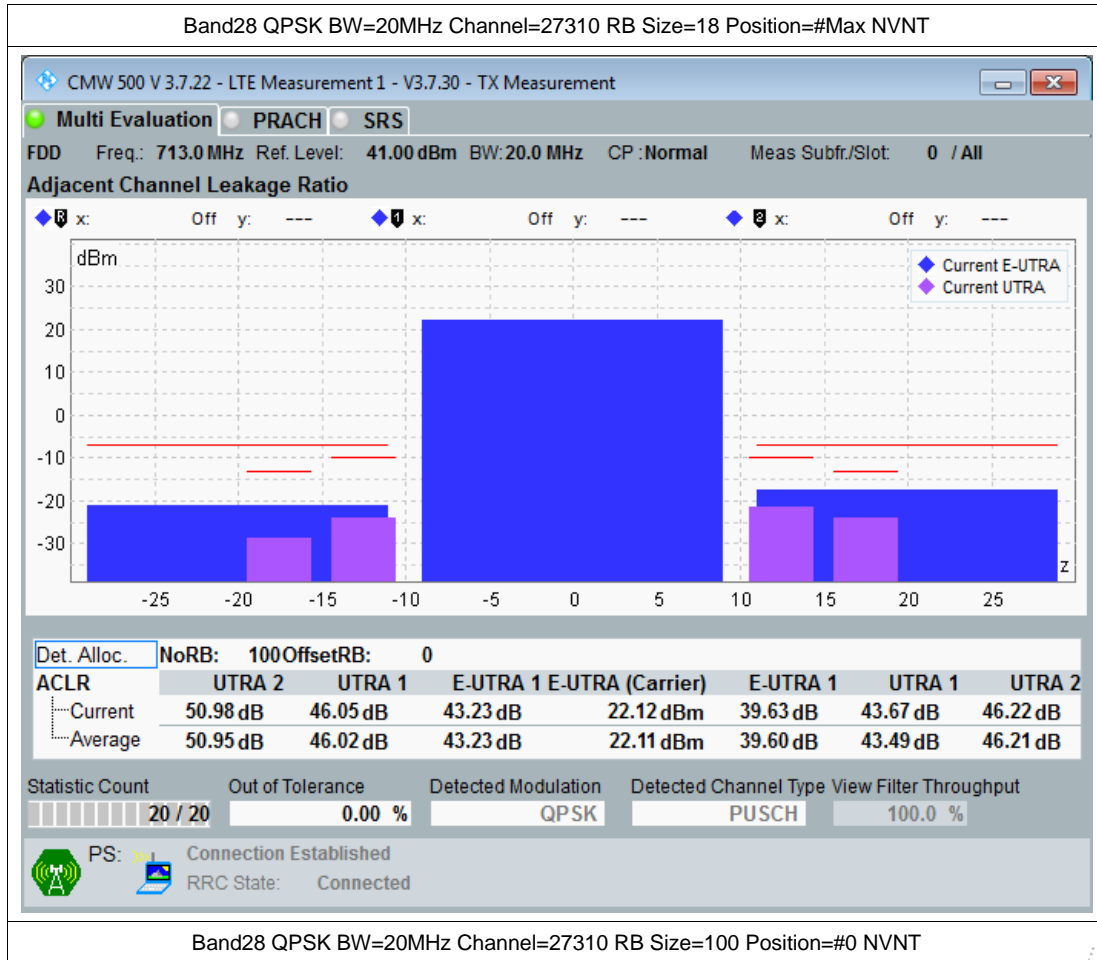 Band28 QPSK BW=20MHz Channel=27310 RB Size=18 Position=#Max NVNT
CMW 500 V 3.7.22 - LTE Measurement 1 - V3.7.30 - TX Measurement
Multi Evaluation PRACH SRS
FDD Freq.: 713.0 MHz Ref. Level: 41.00 dBm BW: 20.0 MHz CP : Normal Meas Subfr./Slot: 0 / All
Adjacent Channel Leakage Ratio
R x: Off y: --- 1 x: Off y: --- 2 x: Off y: ---
dBm
Current E-UTRA
Current UTRA
30
20
10
0
-10
-20
-30
z
-25 -20 -15 -10 -5 0 5 10 15 20 25
Det. Alloc. NoRB: 100 OffsetRB: 0
ACLR UTRA 2 UTRA 1 E-UTRA 1 E-UTRA (Carrier) E-UTRA 1 UTRA 1 UTRA 2
Current 50.98 dB 46.05 dB 43.23 dB 22.12 dBm 39.63 dB 43.67 dB 46.22 dB
Average 50.95 dB 46.02 dB 43.23 dB 22.11 dBm 39.60 dB 43.49 dB 46.21 dB
Statistic Count Out of Tolerance Detected Modulation Detected Channel Type View Filter Throughput
20 / 20 0.00 % QPSK PUSCH 100.0 %
PS: Connection Established
RRC State: Connected
Band28 QPSK BW=20MHz Channel=27310 RB Size=100 Position=#0 NVNT